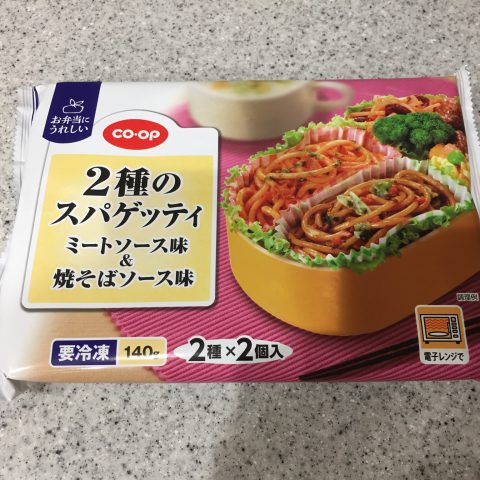 お弁当に
うれしい
CO·OP
2種の
スパゲッティ
ミートソース味
&
焼そばソース味
要冷凍 140g 2種×2個入
調理例
電子レンジで